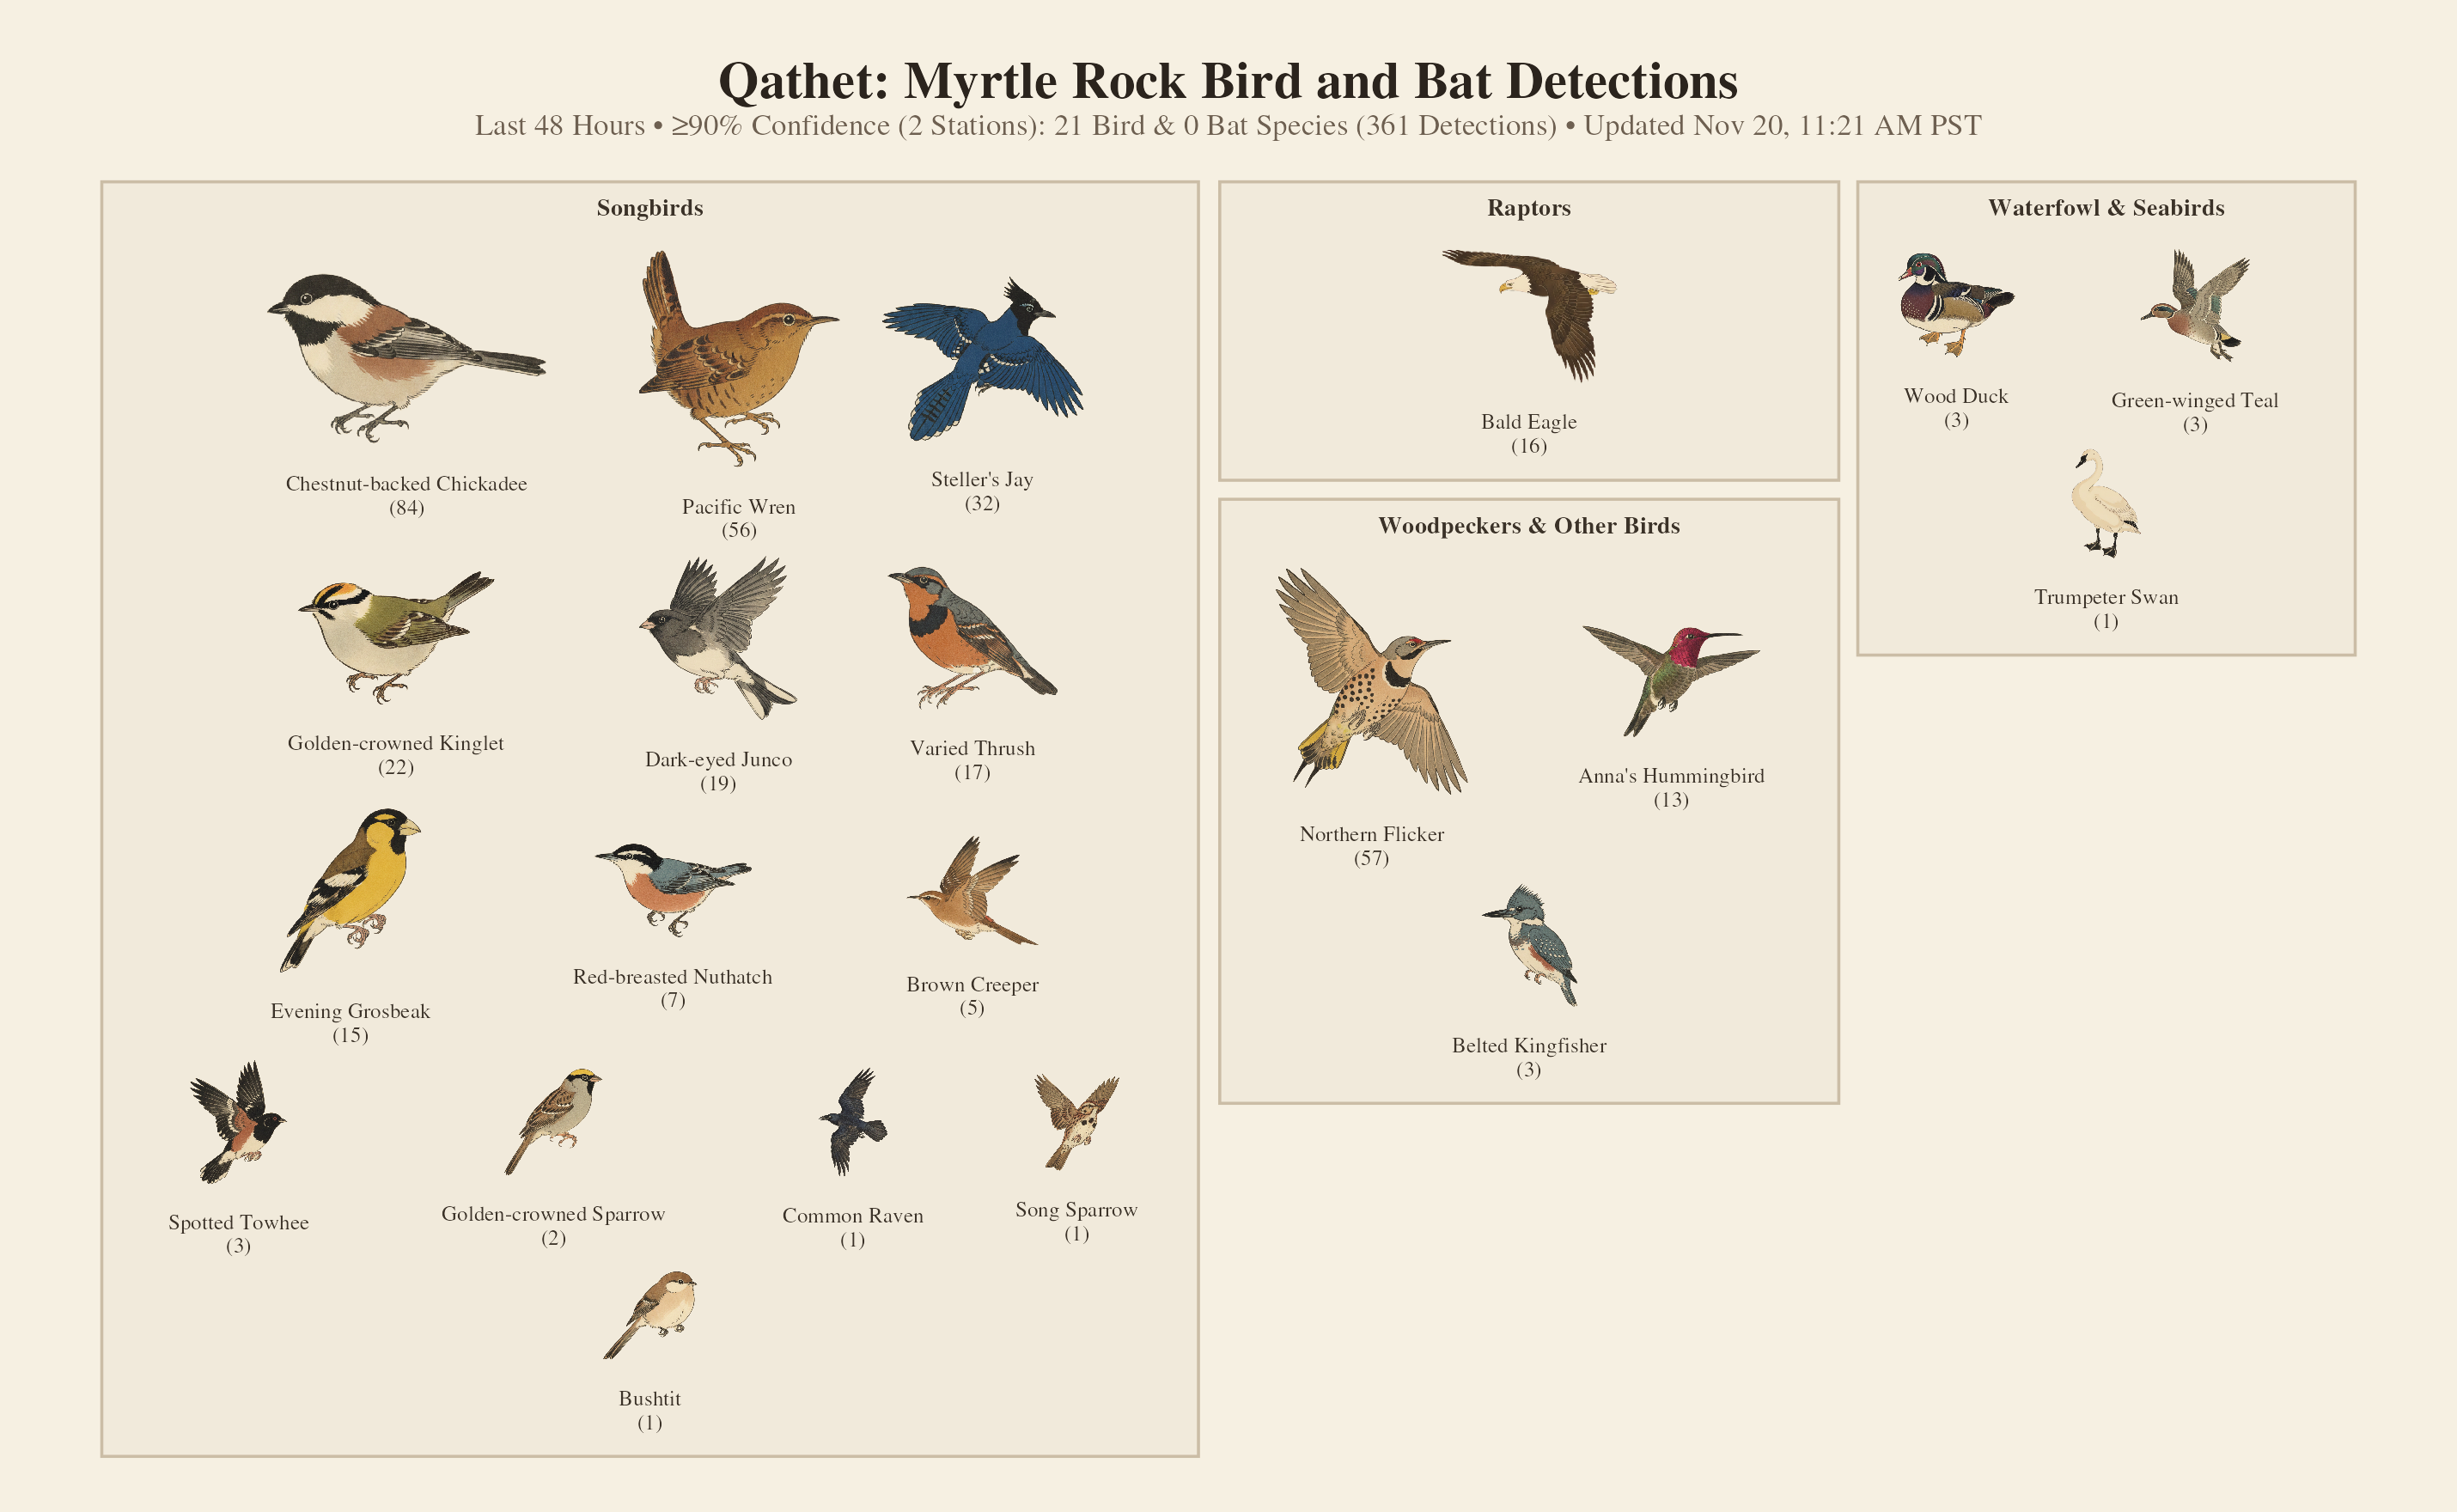 Qathet: Myrtle Rock Bird and Bat Detections
Last 48 Hours • ≥90% Confidence (2 Stations): 21 Bird & 0 Bat Species (361 Detections) • Updated Nov 20, 11:21 AM PST
Songbirds
Chestnut-backed Chickadee
(84)
Pacific Wren
(56)
Steller's Jay
(32)
Golden-crowned Kinglet
(22)
Dark-eyed Junco
(19)
Varied Thrush
(17)
Evening Grosbeak
(15)
Red-breasted Nuthatch
(7)
Brown Creeper
(5)
Spotted Towhee
(3)
Golden-crowned Sparrow
(2)
Common Raven
(1)
Song Sparrow
(1)
Bushtit
(1)
Raptors
Bald Eagle
(16)
Woodpeckers & Other Birds
Northern Flicker
(57)
Anna's Hummingbird
(13)
Belted Kingfisher
(3)
Waterfowl & Seabirds
Wood Duck
(3)
Green-winged Teal
(3)
Trumpeter Swan
(1)